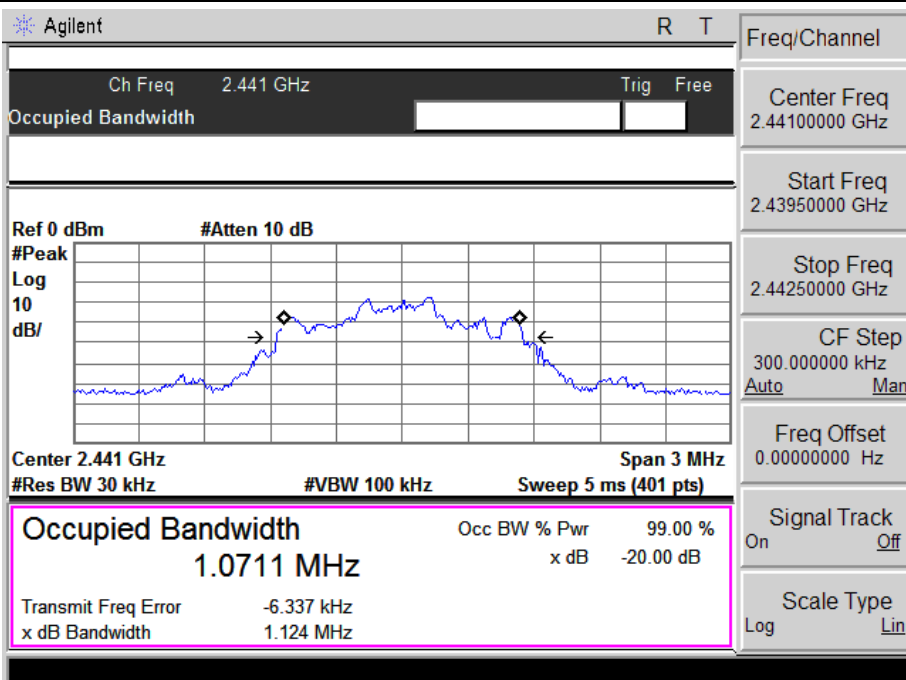 Agilent R T
Ch Freq 2.441 GHz Trig Free
Occupied Bandwidth
Ref 0 dBm #Atten 10 dB
#Peak
Log
10
dB/
Center 2.441 GHz Span 3 MHz
#Res BW 30 kHz #VBW 100 kHz Sweep 5 ms (401 pts)
Occupied Bandwidth Occ BW % Pwr 99.00 %
1.0711 MHz x dB -20.00 dB
Transmit Freq Error -6.337 kHz
x dB Bandwidth 1.124 MHz
Freq/Channel
Center Freq
2.44100000 GHz
Start Freq
2.43950000 GHz
Stop Freq
2.44250000 GHz
CF Step
300.000000 kHz
Auto Man
Freq Offset
0.00000000 Hz
Signal Track
On Off
Scale Type
Log Lin